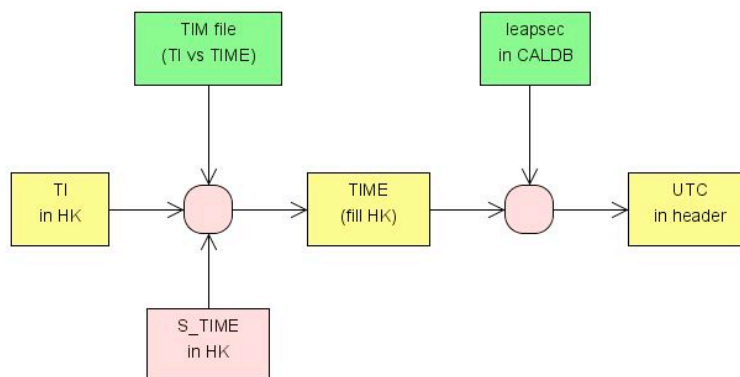 TIM file
(TI vs TIME)
leapsec
in CALDB
TI
in HK
TIME
(fill HK)
UTC
in header
S_TIME
in HK